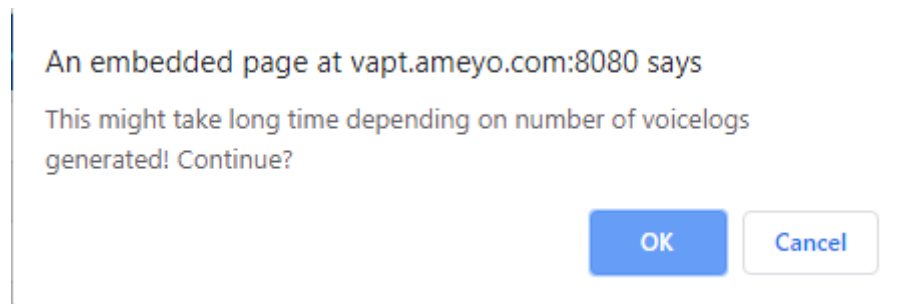 An embedded page at vapt.ameyo.com:8080 says
This might take long time depending on number of voicelogs
generated! Continue?
OK
Cancel